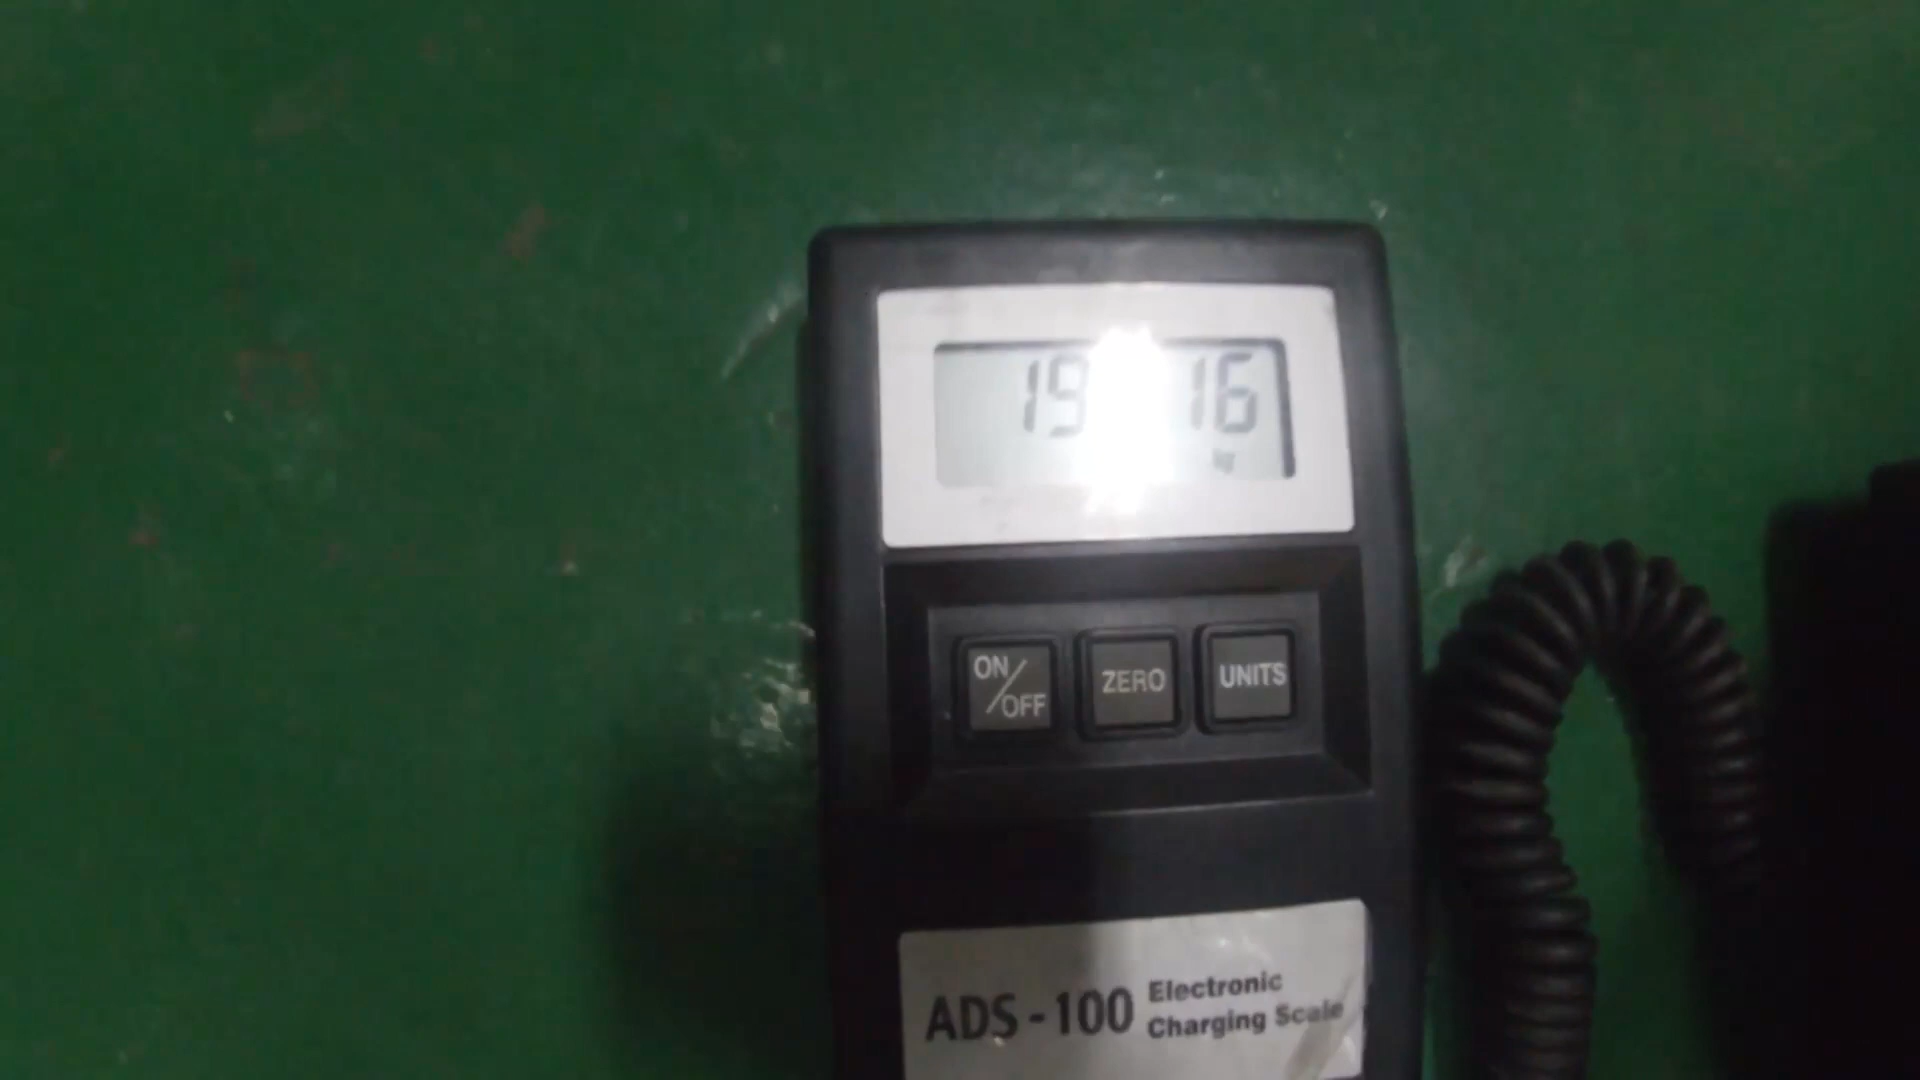 19 16
kg
ON/OFF
ZERO
UNITS
ADS-100
Electronic
Charging Scale